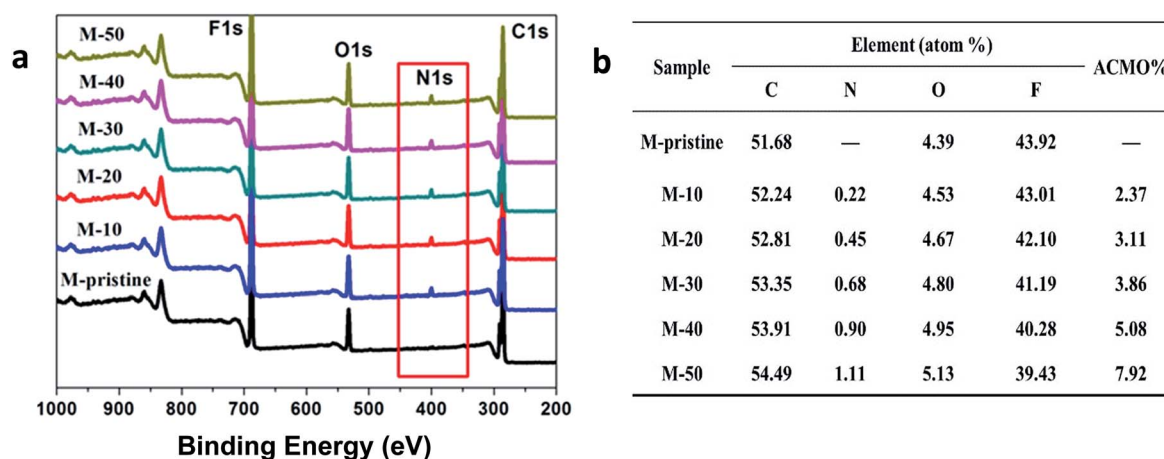 a
M-50
M-40
M-30
M-20
M-10
M-pristine
F1s
O1s
N1s
C1s
1000 900 800 700 600 500 400 300 200
Binding Energy (eV)
b
Sample Element (atom %) ACMO%
C N O F
M-pristine 51.68 — 4.39 43.92 —
M-10 52.24 0.22 4.53 43.01 2.37
M-20 52.81 0.45 4.67 42.10 3.11
M-30 53.35 0.68 4.80 41.19 3.86
M-40 53.91 0.90 4.95 40.28 5.08
M-50 54.49 1.11 5.13 39.43 7.92